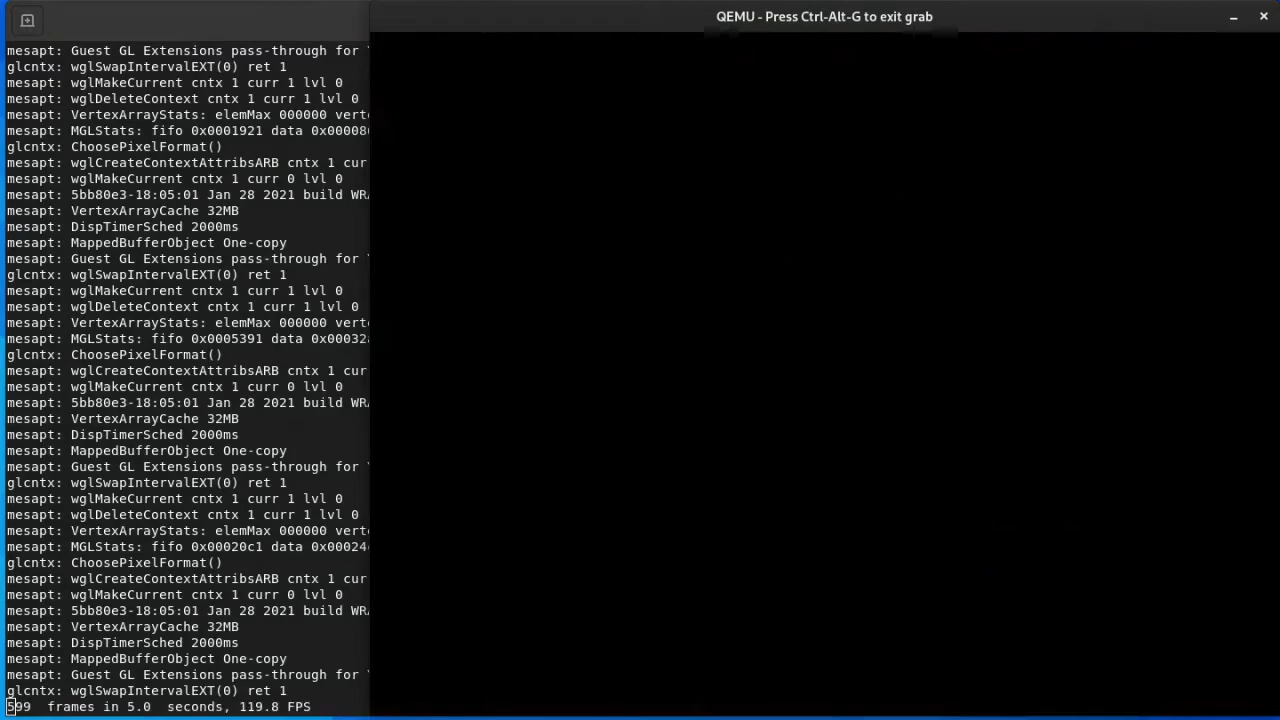 QEMU - Press Ctrl-Alt-G to exit grab
mesapt: Guest GL Extensions pass-through for
glcntx: wglSwapIntervalEXT(0) ret 1
mesapt: wglMakeCurrent cntx 1 curr 1 lvl 0
mesapt: wglDeleteContext cntx 1 curr 1 lvl 0
mesapt: VertexArrayStats: elemMax 000000 vert
mesapt: MGLStats: fifo 0x0001921 data 0x00008
glcntx: ChoosePixelFormat()
mesapt: wglCreateContextAttribsARB cntx 1 cur
mesapt: wglMakeCurrent cntx 1 curr 0 lvl 0
mesapt: 5bb80e3-18:05:01 Jan 28 2021 build WR
mesapt: VertexArrayCache 32MB
mesapt: DispTimerSched 2000ms
mesapt: MappedBufferObject One-copy
mesapt: Guest GL Extensions pass-through for
glcntx: wglSwapIntervalEXT(0) ret 1
mesapt: wglMakeCurrent cntx 1 curr 1 lvl 0
mesapt: wglDeleteContext cntx 1 curr 1 lvl 0
mesapt: VertexArrayStats: elemMax 000000 vert
mesapt: MGLStats: fifo 0x0005391 data 0x00032
glcntx: ChoosePixelFormat()
mesapt: wglCreateContextAttribsARB cntx 1 cur
mesapt: wglMakeCurrent cntx 1 curr 0 lvl 0
mesapt: 5bb80e3-18:05:01 Jan 28 2021 build WR
mesapt: VertexArrayCache 32MB
mesapt: DispTimerSched 2000ms
mesapt: MappedBufferObject One-copy
mesapt: Guest GL Extensions pass-through for
glcntx: wglSwapIntervalEXT(0) ret 1
mesapt: wglMakeCurrent cntx 1 curr 1 lvl 0
mesapt: wglDeleteContext cntx 1 curr 1 lvl 0
mesapt: VertexArrayStats: elemMax 000000 vert
mesapt: MGLStats: fifo 0x00020c1 data 0x00024
glcntx: ChoosePixelFormat()
mesapt: wglCreateContextAttribsARB cntx 1 cur
mesapt: wglMakeCurrent cntx 1 curr 0 lvl 0
mesapt: 5bb80e3-18:05:01 Jan 28 2021 build WR
mesapt: VertexArrayCache 32MB
mesapt: DispTimerSched 2000ms
mesapt: MappedBufferObject One-copy
mesapt: Guest GL Extensions pass-through for
glcntx: wglSwapIntervalEXT(0) ret 1
599 frames in 5.0 seconds, 119.8 FPS